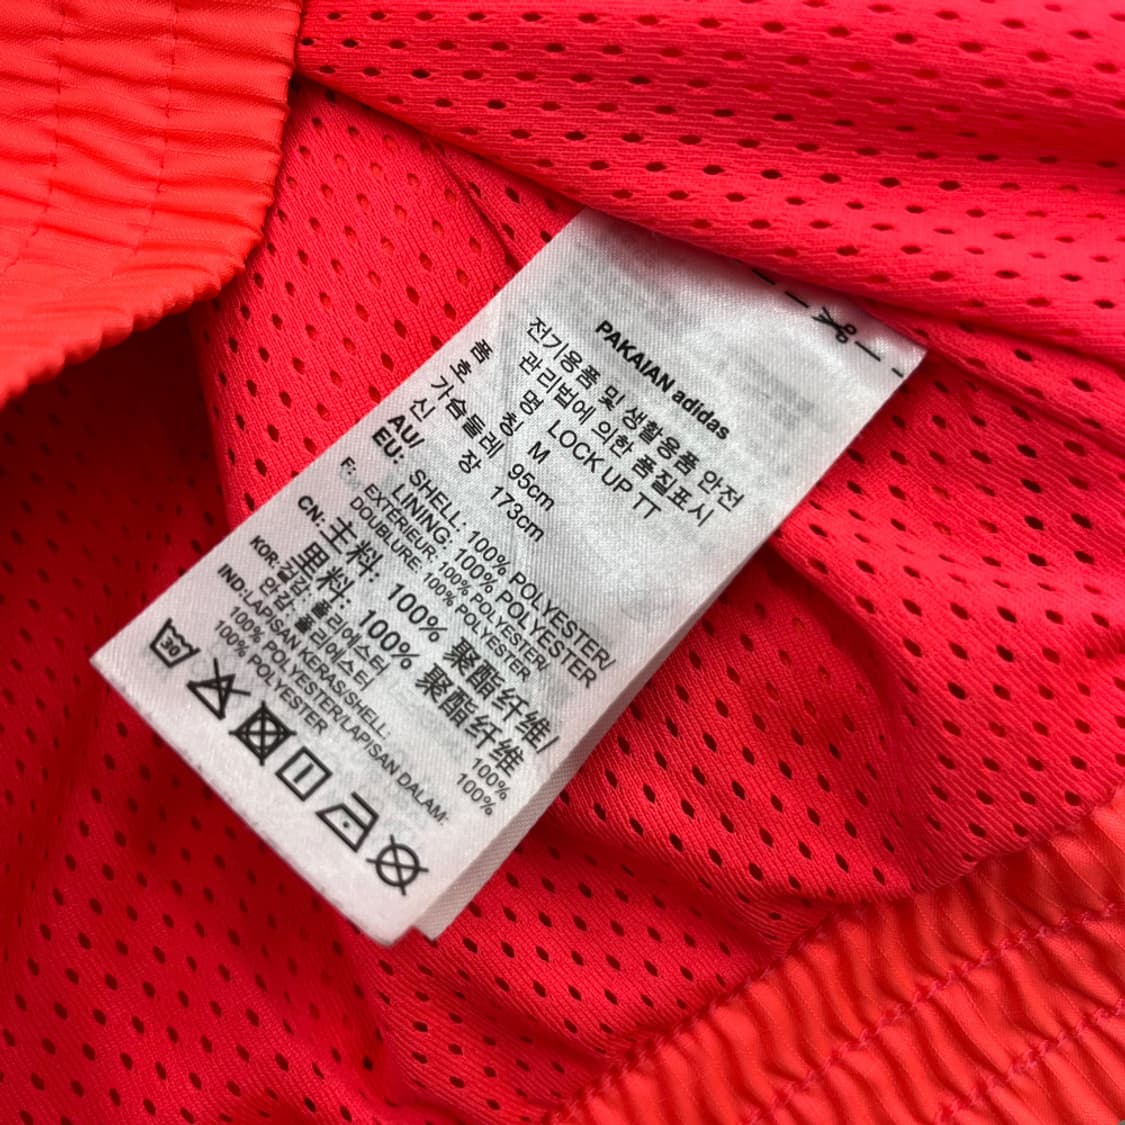 PAKAIAN adidas
전기용품 및 생활용품 안전
관리법에 의한 품질표시
품 명 LOCK UP TT
호 칭 M
가슴둘레 95cm
신 장 173cm
AU/
EU: SHELL: 100% POLYESTER/
LINING: 100% POLYESTER
F: EXTÉRIEUR: 100% POLYESTER/
DOUBLURE: 100% POLYESTER
CN: 主料: 100% 聚酯纤维/
里料: 100% 聚酯纤维
KOR: 겉감: 폴리에스터 100%
안감: 폴리에스터 100%
IND:LAPISAN KERAS/SHELL:
100% POLYESTER/LAPISAN DALAM:
100% POLYESTER
30